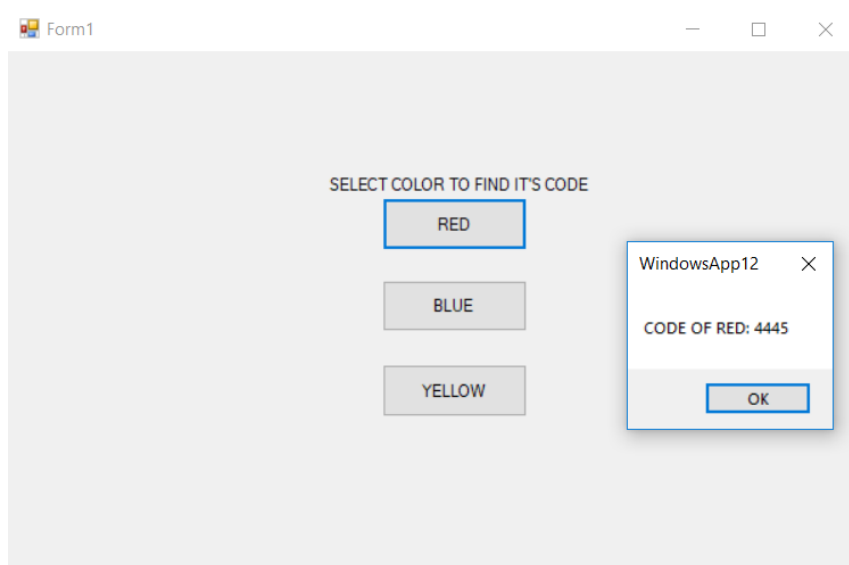 Form1
SELECT COLOR TO FIND IT'S CODE
RED
BLUE
YELLOW
WindowsApp12
CODE OF RED: 4445
OK